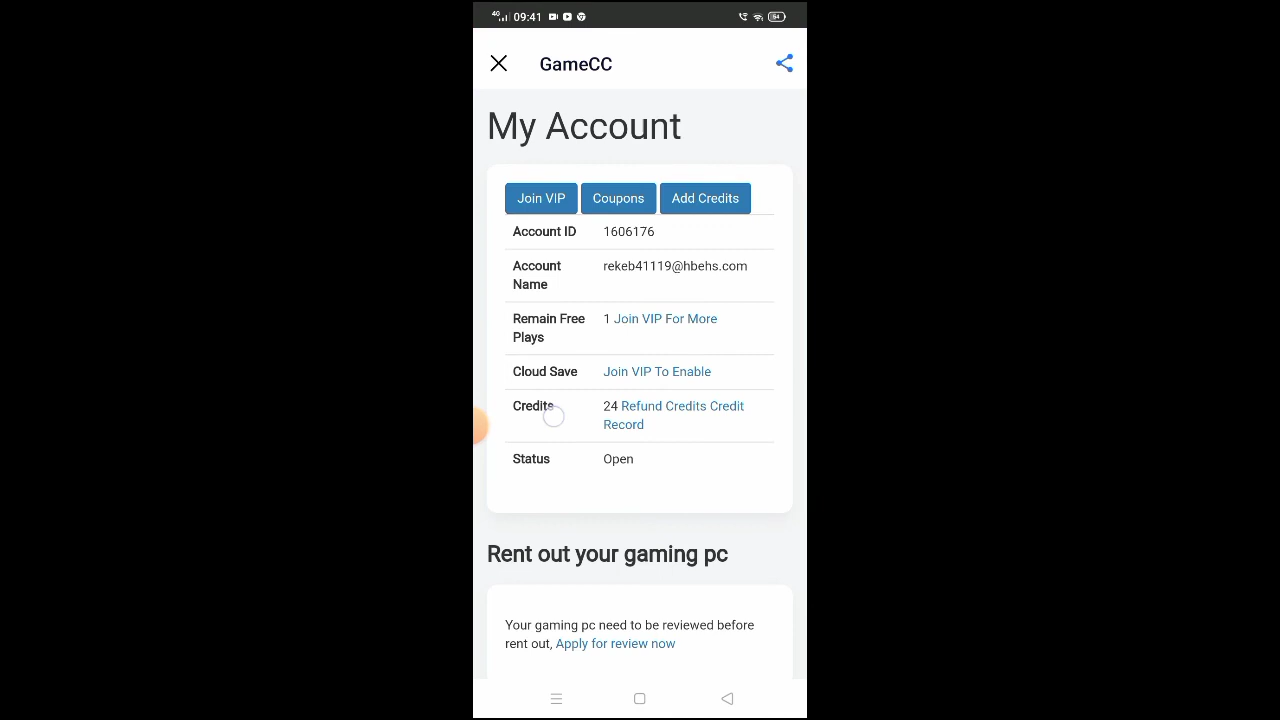 4G 09:41 54
GameCC
My Account
Join VIP Coupons Add Credits
Account ID 1606176
Account Name rekeb41119@hbehs.com
Remain Free Plays 1 Join VIP For More
Cloud Save Join VIP To Enable
Credits 24 Refund Credits Credit Record
Status Open
Rent out your gaming pc
Your gaming pc need to be reviewed before
rent out, Apply for review now